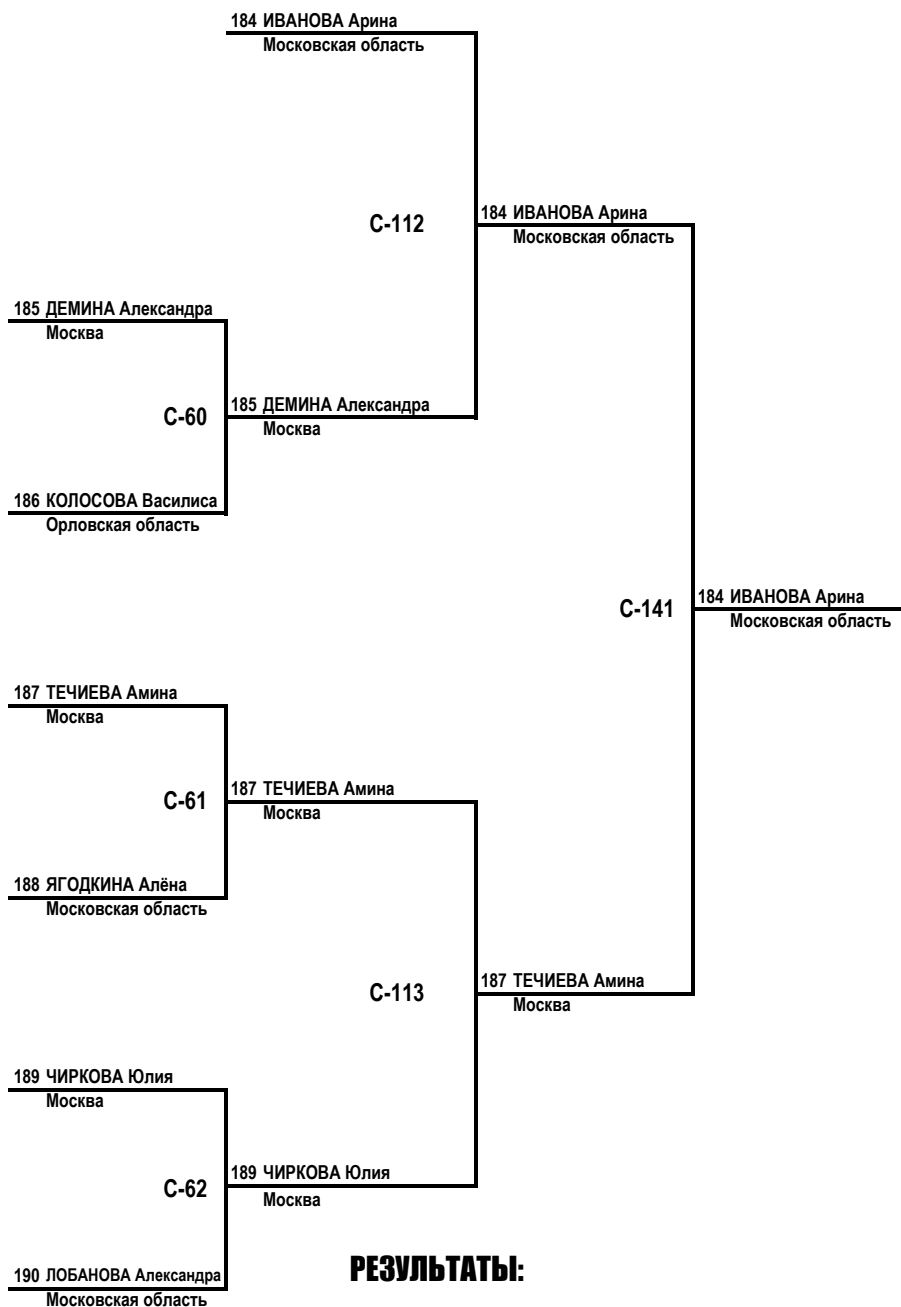 184 ИВАНОВА Арина
Московская область
С-112
184 ИВАНОВА Арина
Московская область
185 ДЕМИНА Александра
Москва
С-60
185 ДЕМИНА Александра
Москва
186 КОЛОСОВА Василиса
Орловская область
С-141
184 ИВАНОВА Арина
Московская область
187 ТЕЧИЕВА Амина
Москва
С-61
187 ТЕЧИЕВА Амина
Москва
188 ЯГОДКИНА Алёна
Московская область
С-113
187 ТЕЧИЕВА Амина
Москва
189 ЧИРКОВА Юлия
Москва
С-62
189 ЧИРКОВА Юлия
Москва
190 ЛОБАНОВА Александра
Московская область
РЕЗУЛЬТАТЫ: